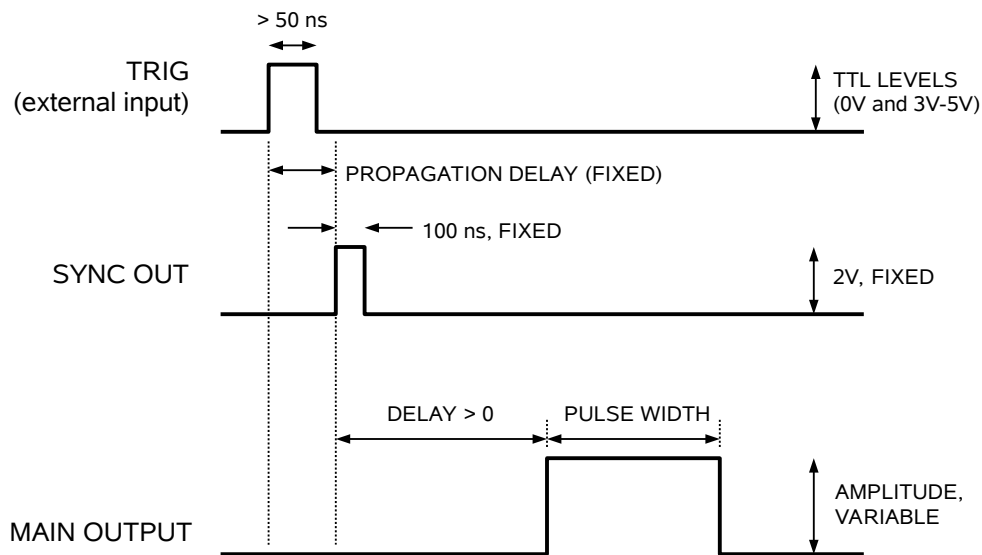 > 50 ns
TRIG
(external input)
TTL LEVELS
(0V and 3V-5V)
PROPAGATION DELAY (FIXED)
100 ns, FIXED
SYNC OUT
2V, FIXED
DELAY > 0
PULSE WIDTH
AMPLITUDE,
VARIABLE
MAIN OUTPUT